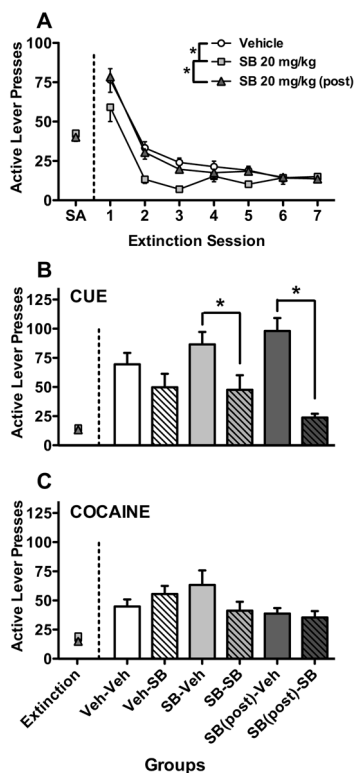 A
Active Lever Presses
100
75
50
25
0
* Vehicle
SB 20 mg/kg
* SB 20 mg/kg (post)
SA 1 2 3 4 5 6 7
Extinction Session
B
CUE
Active Lever Presses
125
100
75
50
25
0
* *
C
COCAINE
Active Lever Presses
125
100
75
50
25
0
Extinction
Veh-Veh
Veh-SB
SB-Veh
SB-SB
SB(post)-Veh
SB(post)-SB
Groups